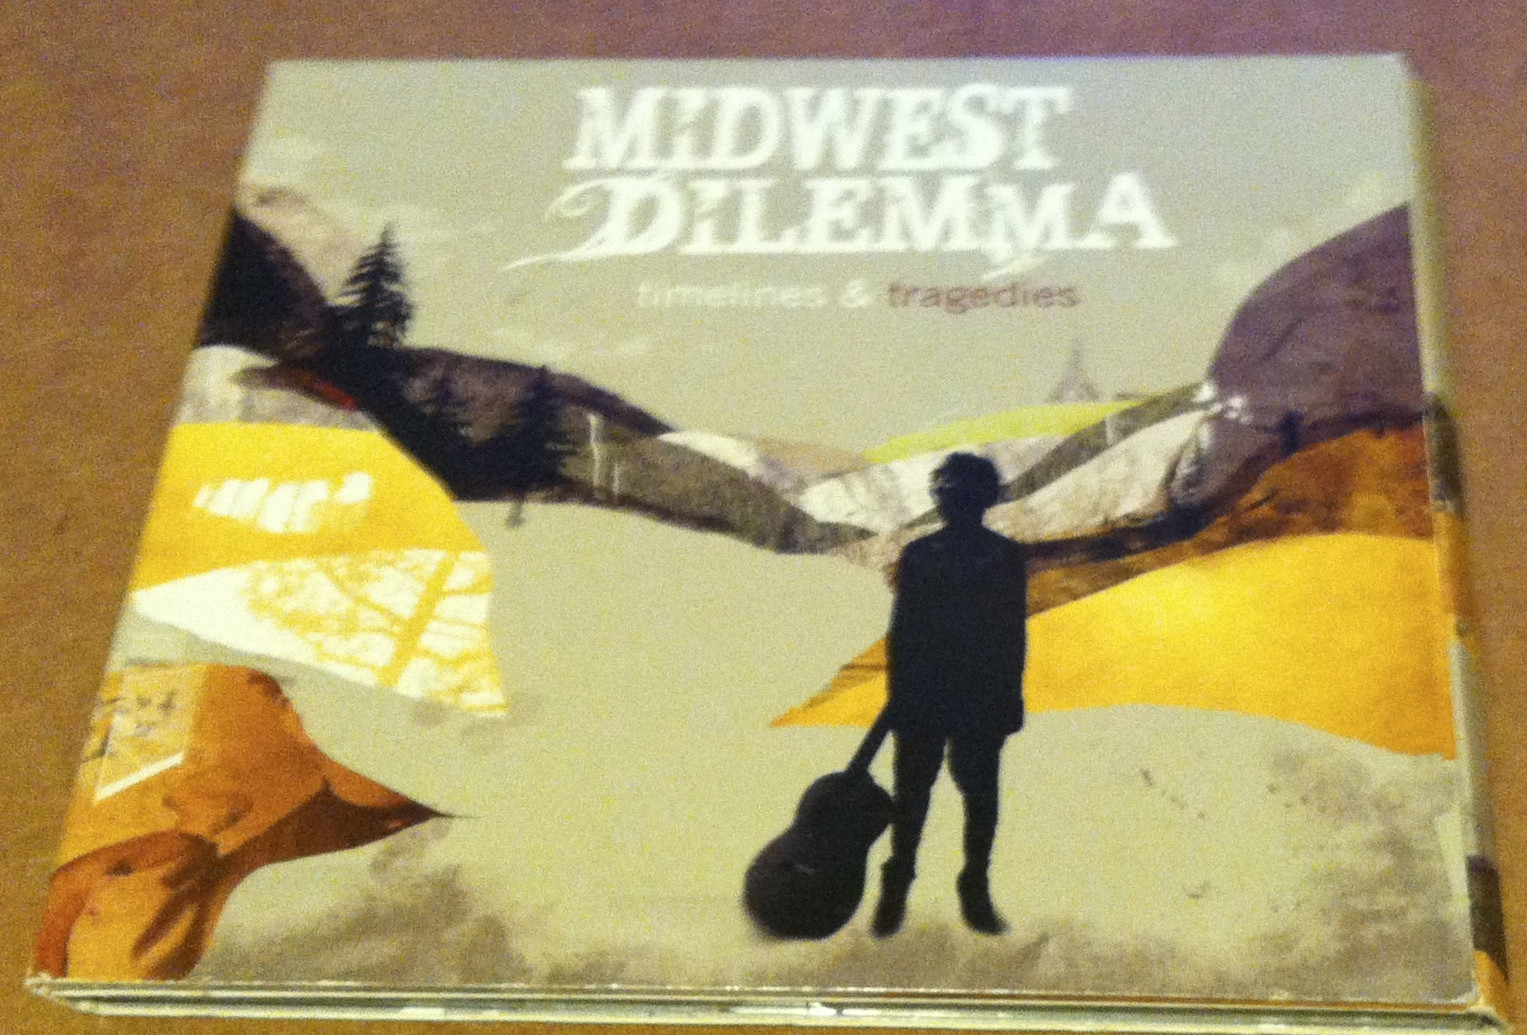 MiDWEST
DiLEMMA
timelines & tragedies